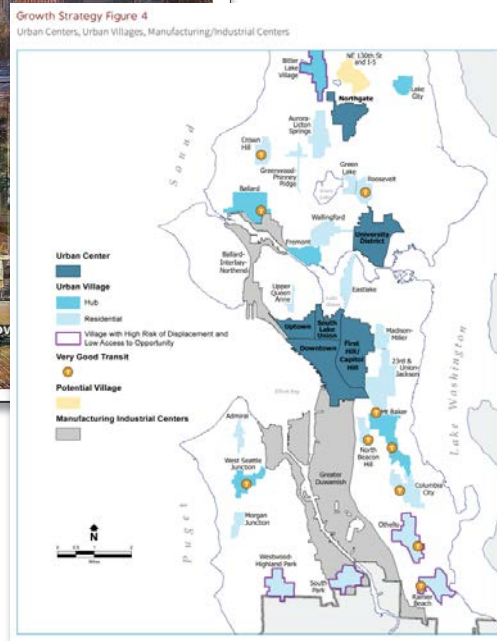 Growth Strategy Figure 4
Urban Centers, Urban Villages, Manufacturing/Industrial Centers
Bitter
Lake
Village
NE 130th St
and I-5
Lake
City
Northgate
Aurora-
Licton
Springs
Crown
Hill
Greenwood-
Phinney
Ridge
Green
Lake
Roosevelt
Sound
Ballard
Wallingford
University
District
Fremont
Ballard-
Interbay-
Northend
Urban Center
Urban Village
Hub
Residential
Village with High Risk of Displacement and
Low Access to Opportunity
Very Good Transit
Potential Village
Manufacturing Industrial Centers
Upper
Queen
Anne
Eastlake
Uptown
South
Lake
Union
Downtown
First
Hill/
Capitol
Hill
Madison-
Miller
23rd &
Union-
Jackson
Lake Washington
Elliott Bay
Mt Baker
Admiral
North
Beacon
Hill
West Seattle
Junction
Greater
Duwamish
Columbia
City
Morgan
Junction
Othello
Puget
N
Westwood-
Highland Park
South
Park
Rainier
Beach